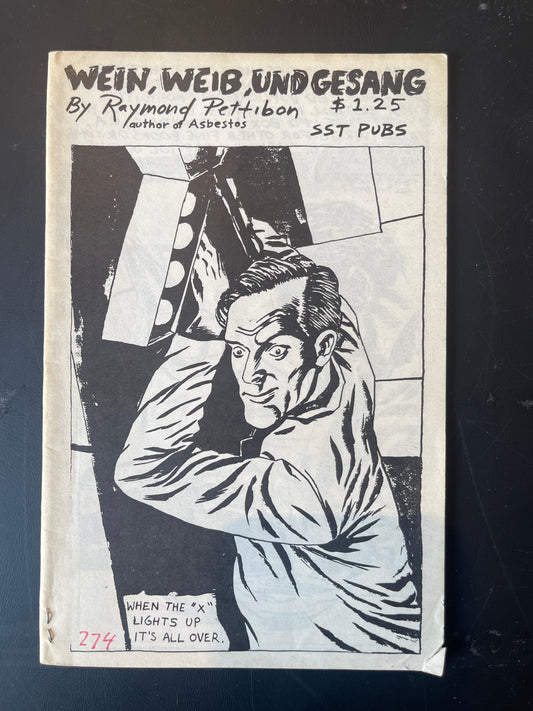 WEIN, WEIB, UND GESANG
By Raymond Pettibon $1.25
author of Asbestos SST PUBS
WHEN THE "X"
LIGHTS UP
IT'S ALL OVER.
274